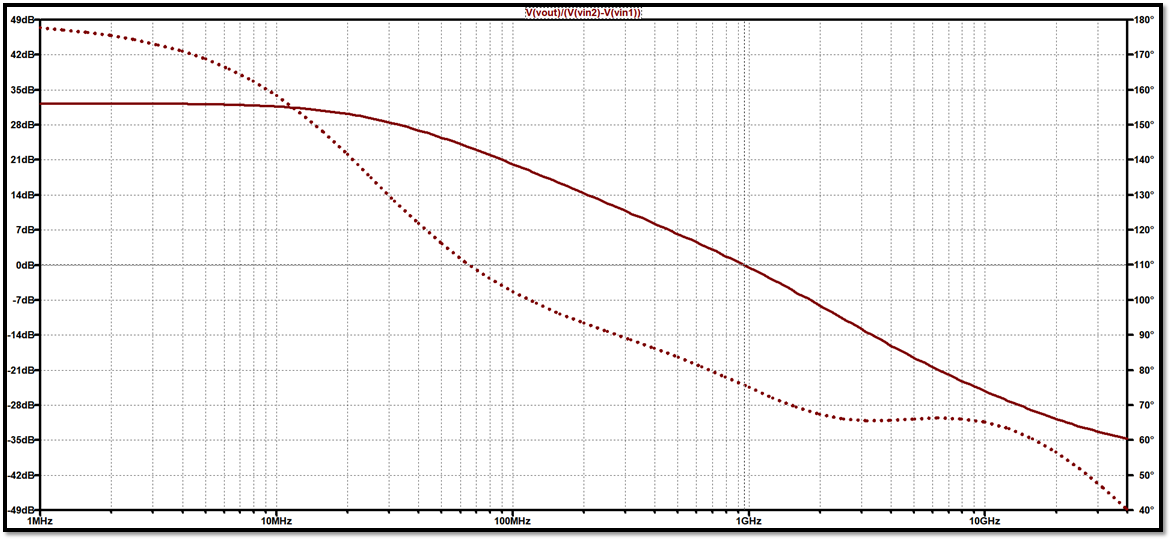 V(vout)/(V(vin2)-V(vin1))
49dB
42dB
35dB
28dB
21dB
14dB
7dB
0dB
-7dB
-14dB
-21dB
-28dB
-35dB
-42dB
-49dB
180°
170°
160°
150°
140°
130°
120°
110°
100°
90°
80°
70°
60°
50°
40°
1MHz 10MHz 100MHz 1GHz 10GHz